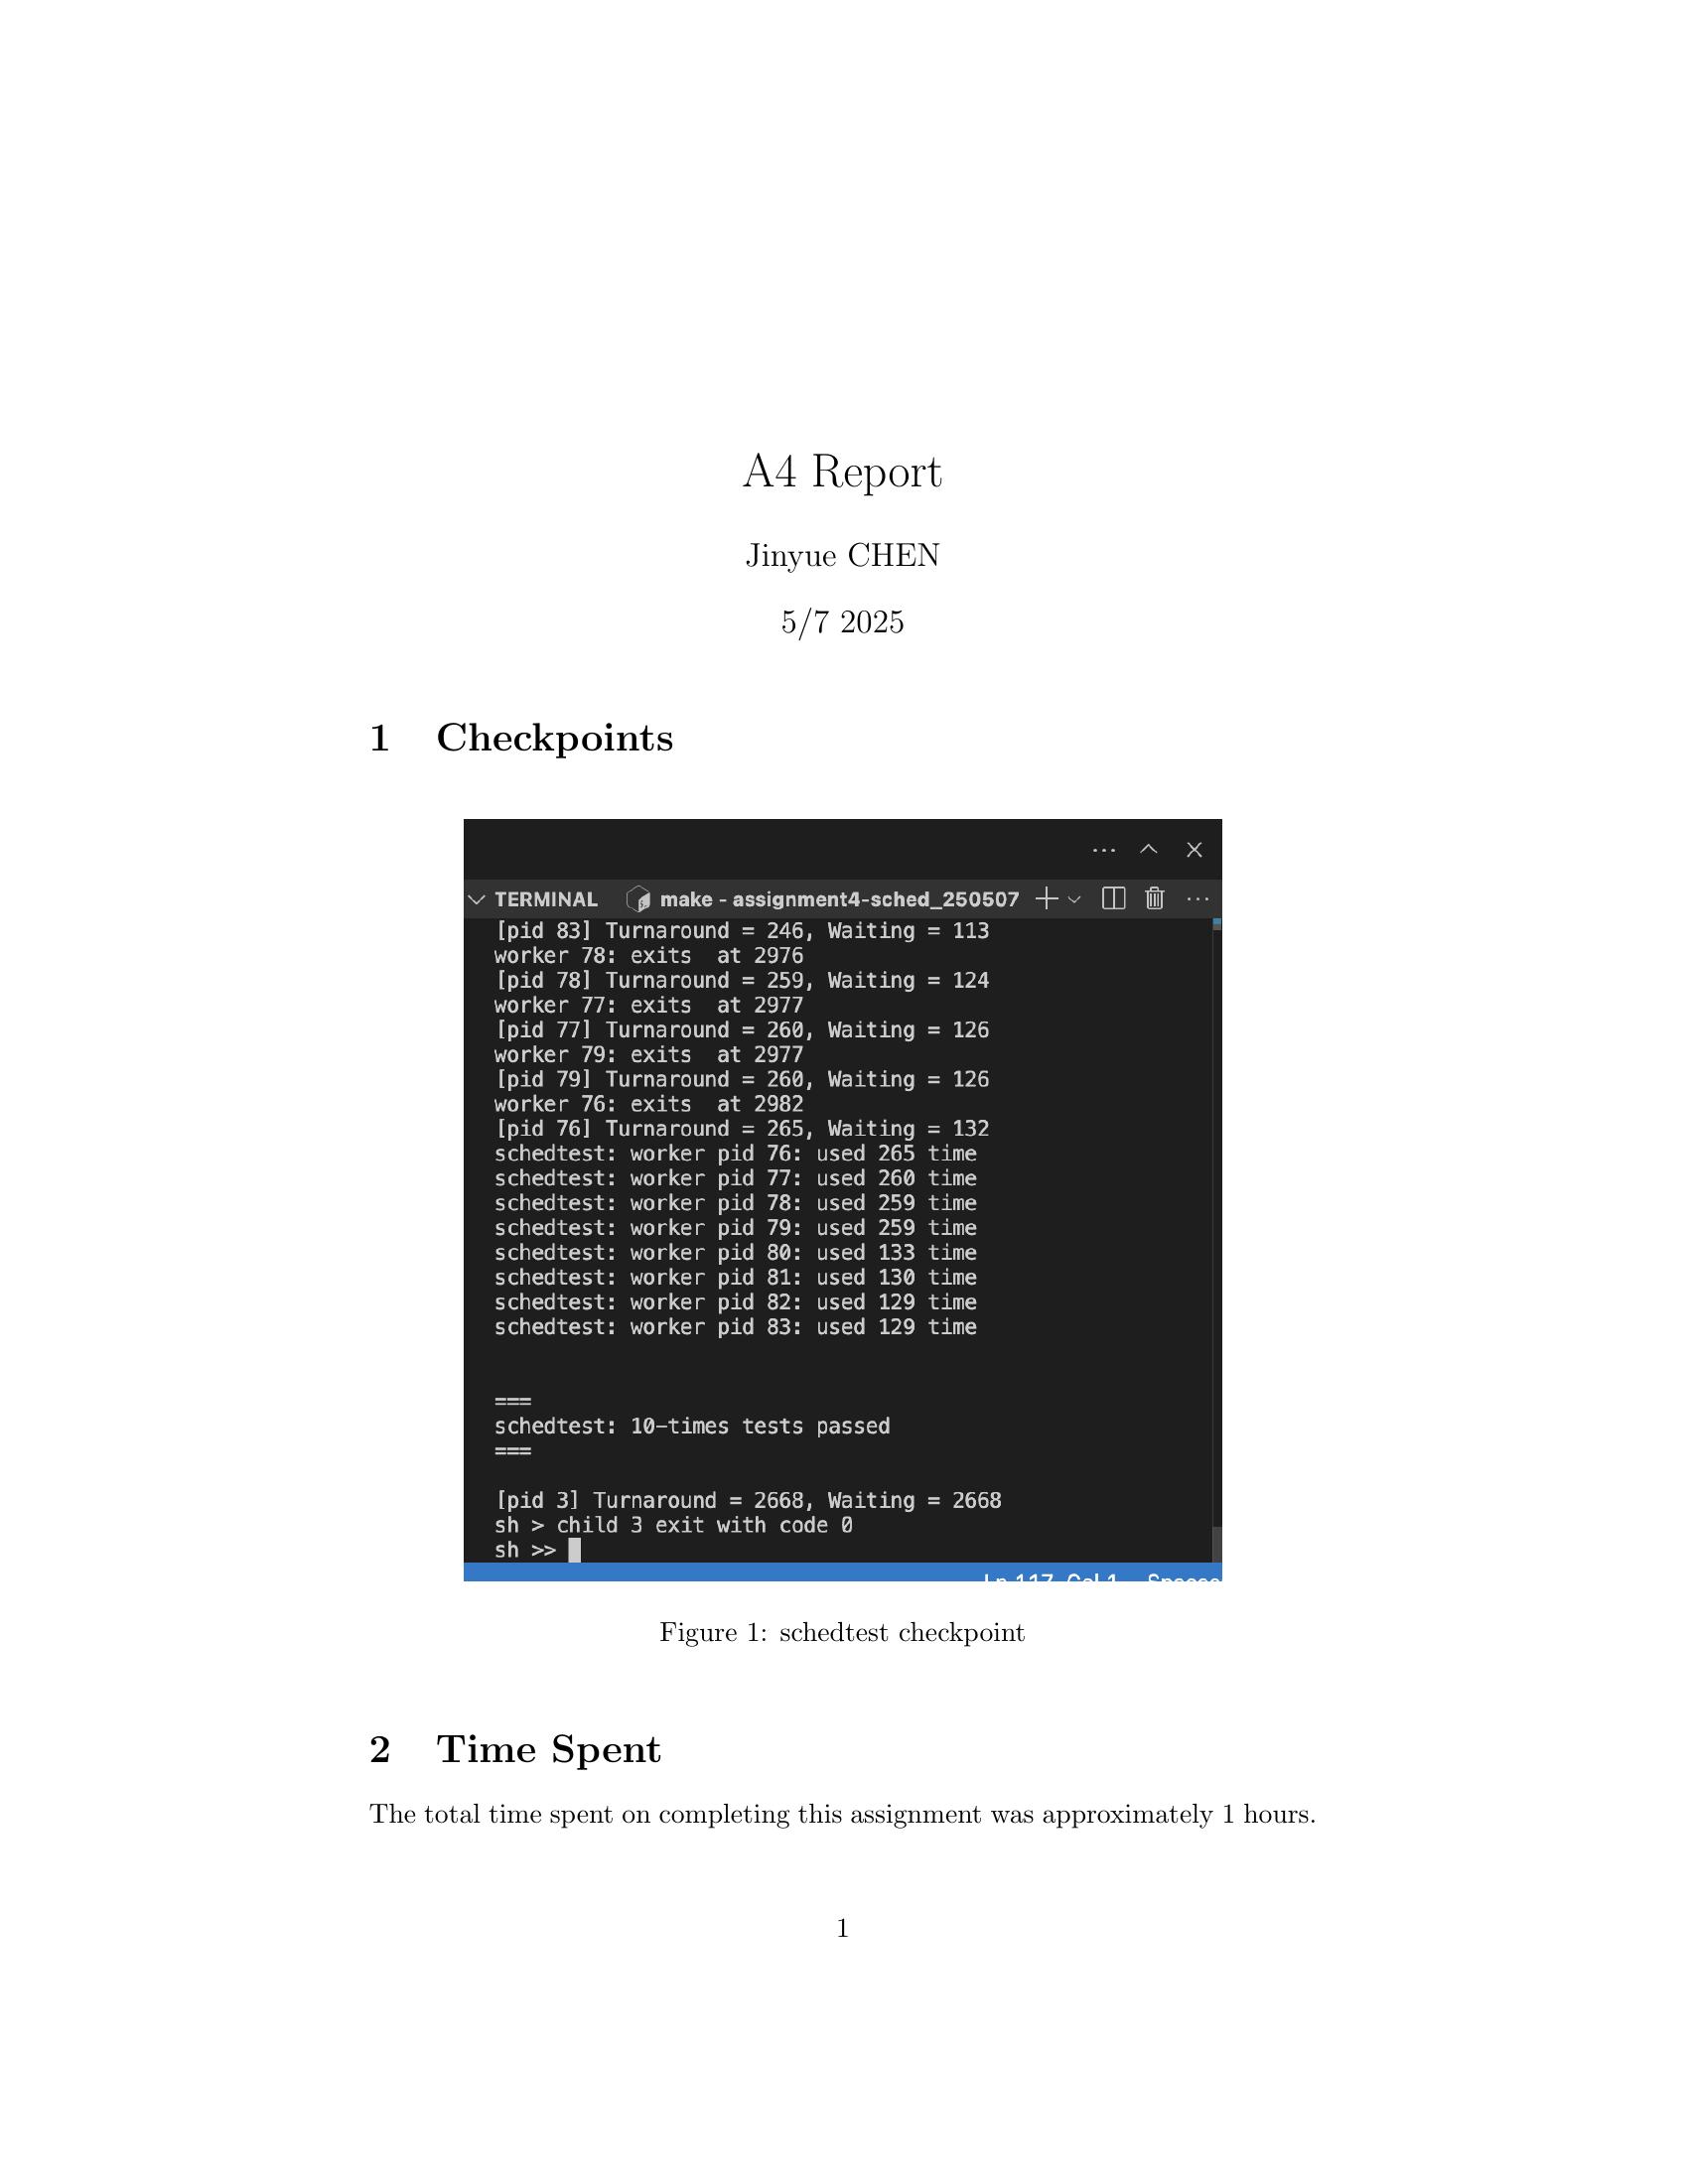 A4 Report
Jinyue CHEN
5/7 2025
1 Checkpoints
TERMINAL make - assignment4-sched_250507
[pid 83] Turnaround = 246, Waiting = 113
worker 78: exits  at 2976
[pid 78] Turnaround = 259, Waiting = 124
worker 77: exits  at 2977
[pid 77] Turnaround = 260, Waiting = 126
worker 79: exits  at 2977
[pid 79] Turnaround = 260, Waiting = 126
worker 76: exits  at 2982
[pid 76] Turnaround = 265, Waiting = 132
schedtest: worker pid 76: used 265 time
schedtest: worker pid 77: used 260 time
schedtest: worker pid 78: used 259 time
schedtest: worker pid 79: used 259 time
schedtest: worker pid 80: used 133 time
schedtest: worker pid 81: used 130 time
schedtest: worker pid 82: used 129 time
schedtest: worker pid 83: used 129 time
===
schedtest: 10-times tests passed
===
[pid 3] Turnaround = 2668, Waiting = 2668
sh > child 3 exit with code 0
sh >>
Ln 117, Col 1 Spaces
Figure 1: schedtest checkpoint
2 Time Spent
The total time spent on completing this assignment was approximately 1 hours.
1